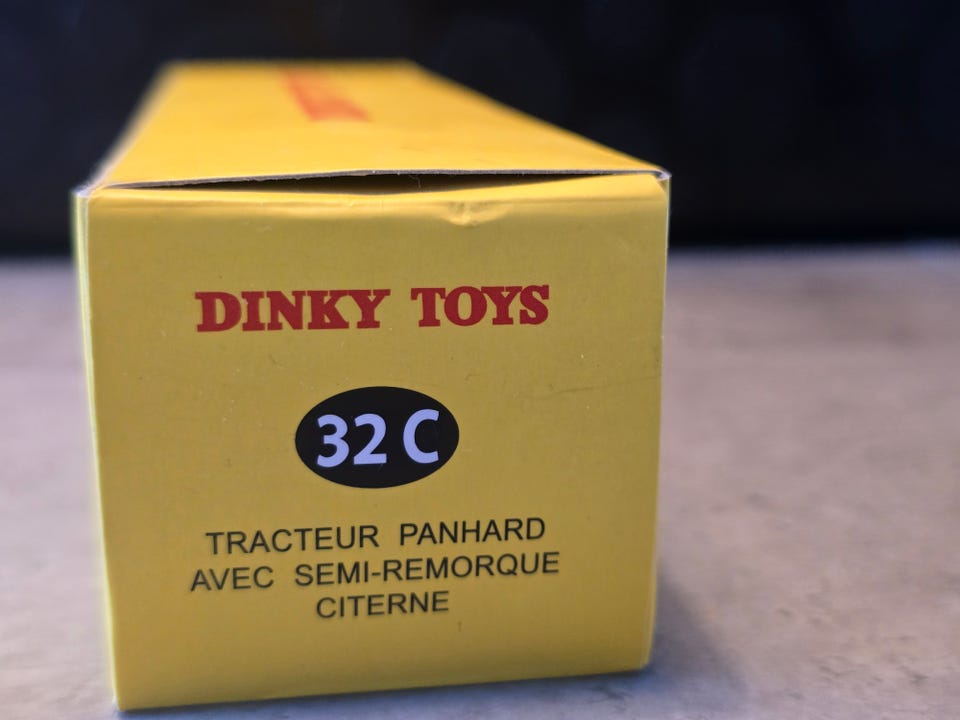 DINKY TOYS
32 C
TRACTEUR PANHARD
AVEC SEMI-REMORQUE
CITERNE